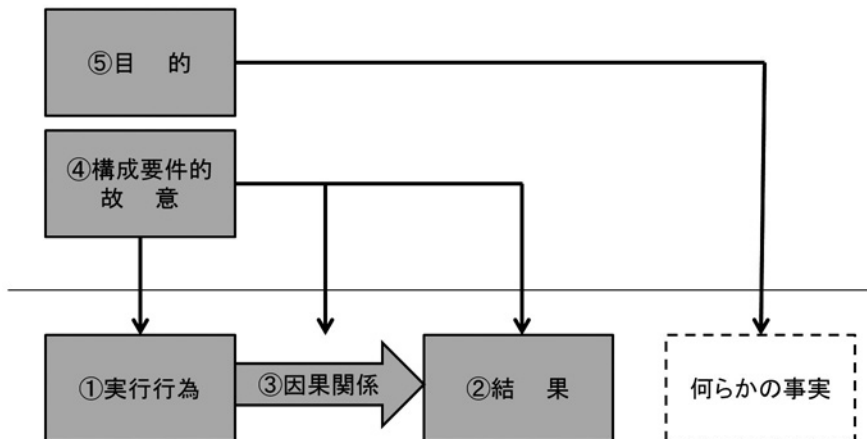 ⑤目 的
④構成要件的
故 意
①実行行為
③因果関係
②結 果
何らかの事実